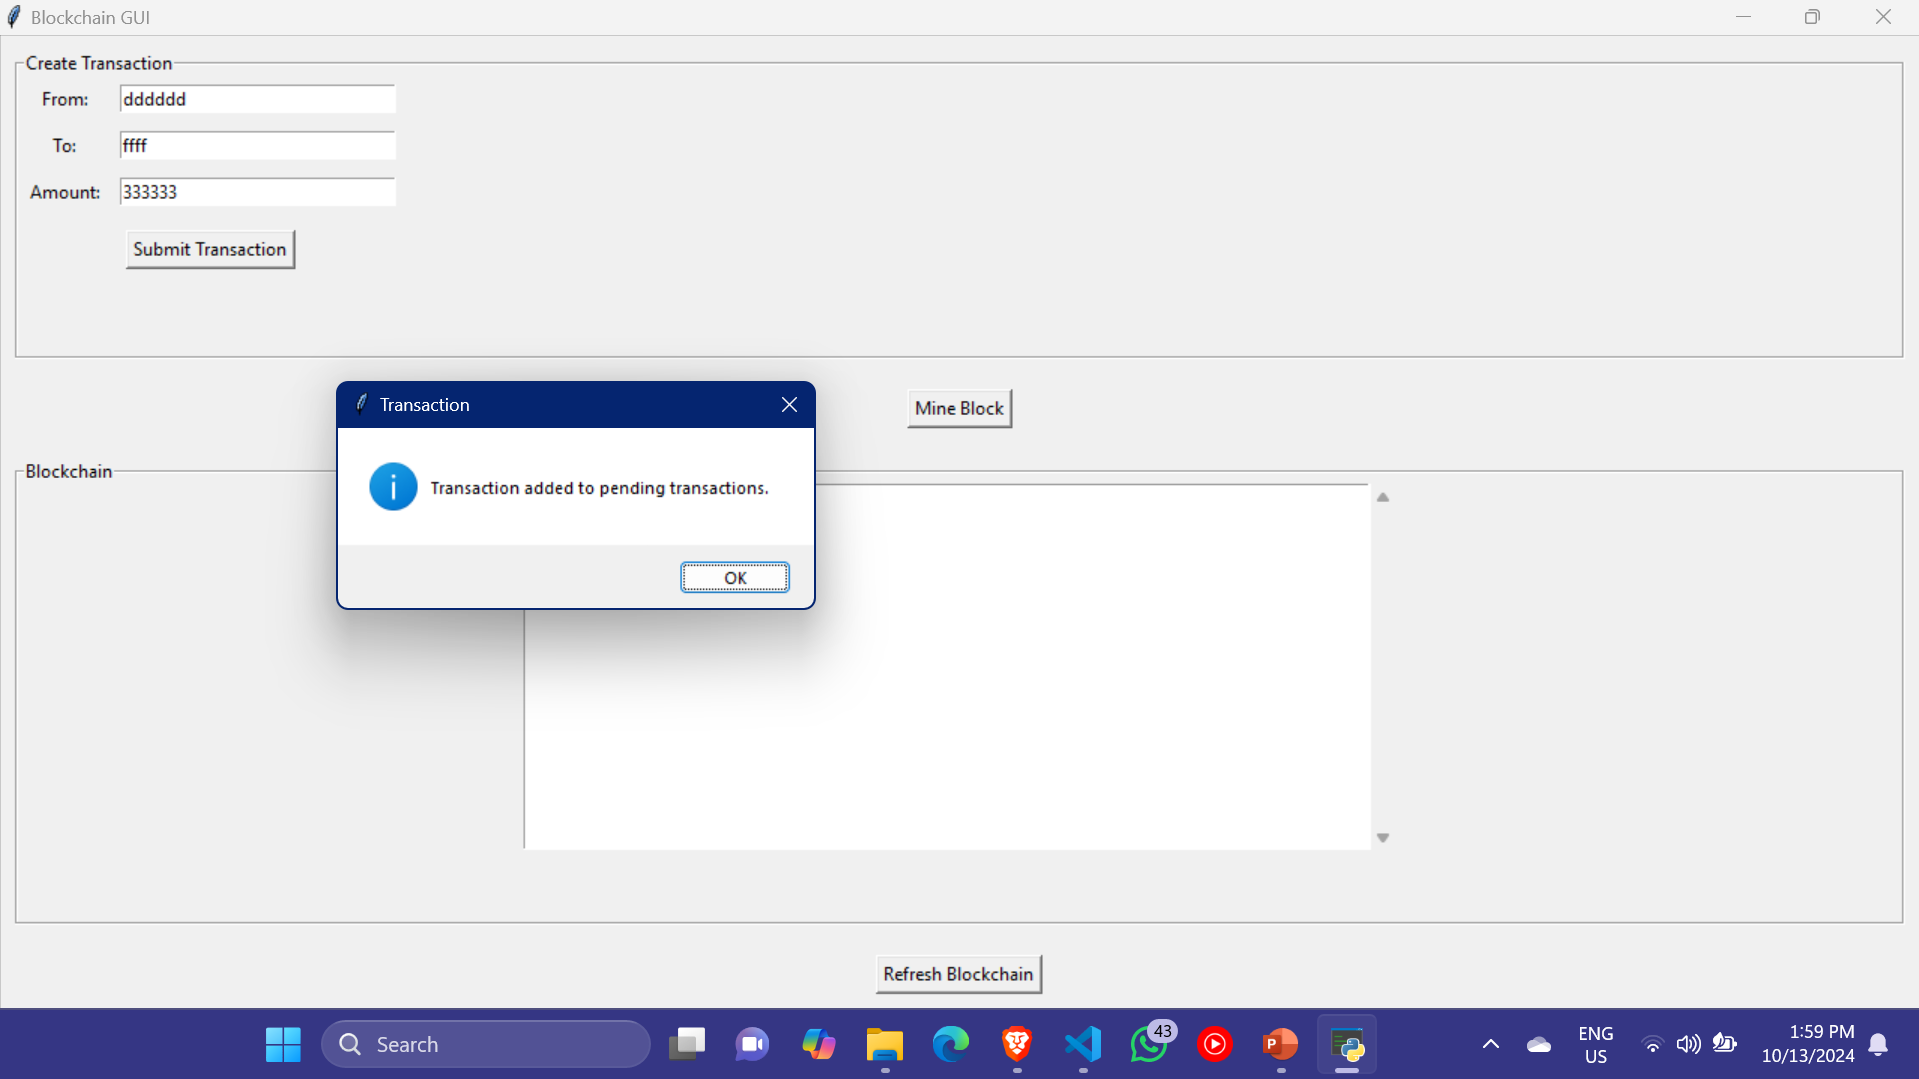 Blockchain GUI
Create Transaction
From: dddddd
To: ffff
Amount: 333333
Submit Transaction
Transaction
Mine Block
Blockchain
Transaction added to pending transactions.
OK
Refresh Blockchain
Search
43
P
ENG
US
1:59 PM
10/13/2024